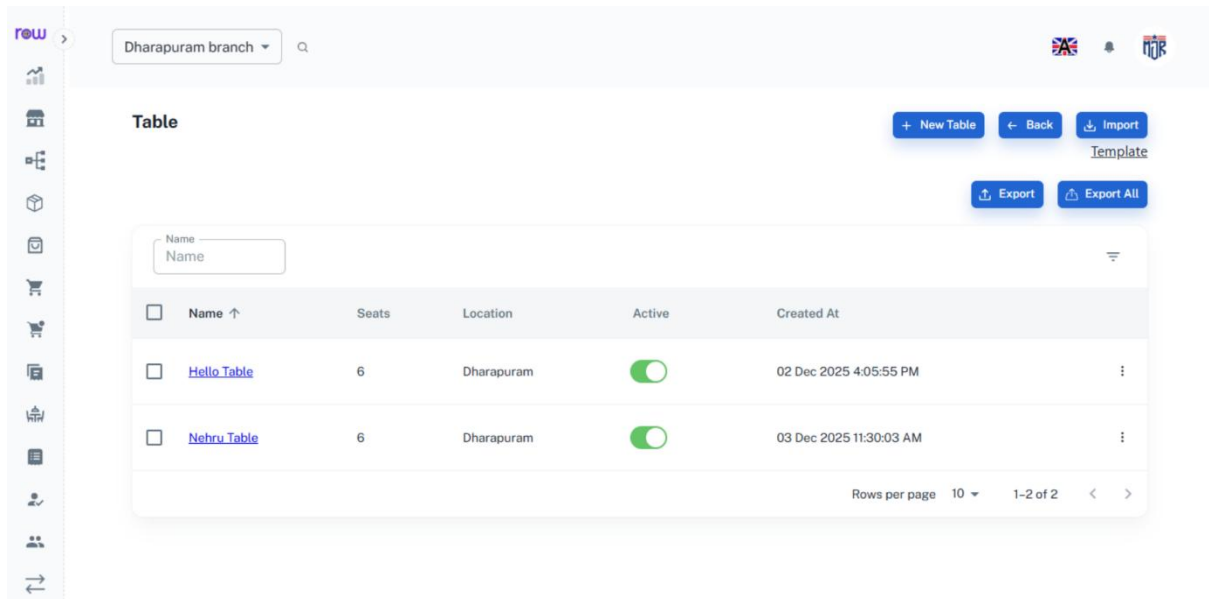 row
Dharapuram branch
A
MJR
Table
+ New Table
← Back
Import
Template
Export
Export All
Name
Name
Name ↑ Seats Location Active Created At
Hello Table 6 Dharapuram 02 Dec 2025 4:05:55 PM
Nehru Table 6 Dharapuram 03 Dec 2025 11:30:03 AM
Rows per page 10 1–2 of 2 < >